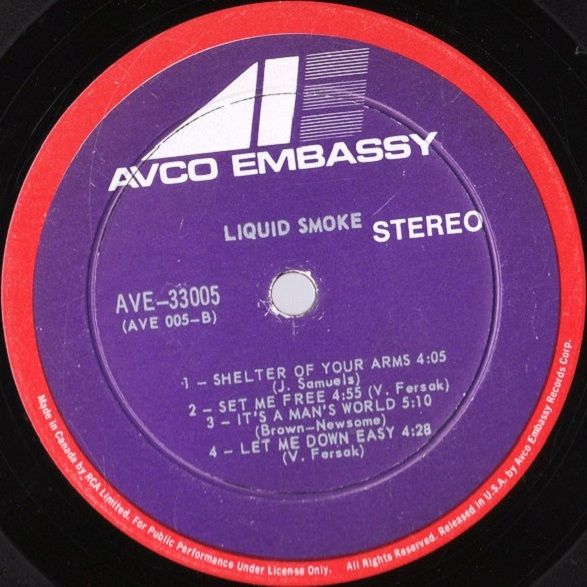 AVCO EMBASSY
LIQUID SMOKE STEREO
AVE-33005
(AVE 005-B)
1 - SHELTER OF YOUR ARMS 4:05
(J. Samuels)
2 - SET ME FREE 4:55 (V. Fersak)
3 - IT'S A MAN'S WORLD 5:10
(Brown-Newsome)
4 - LET ME DOWN EASY 4:28
(V. Fersak)
Made in Canada by RCA Limited. For Public Performance Under License Only. All Rights Reserved. Released in U.S.A. by Avco Embassy Records Corp.